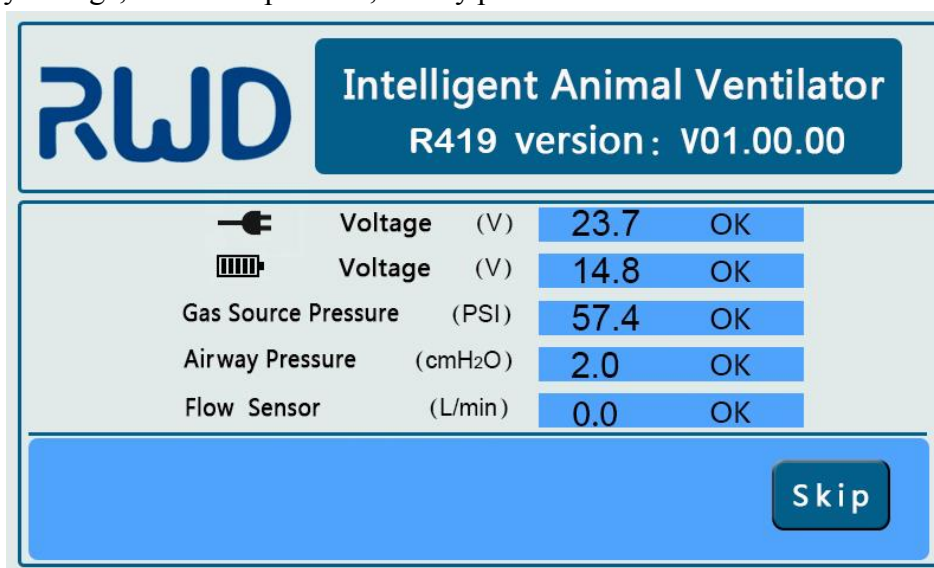 RWD
Intelligent Animal Ventilator
R419 version: V01.00.00
Voltage (V) 23.7 OK
Voltage (V) 14.8 OK
Gas Source Pressure (PSI) 57.4 OK
Airway Pressure (cmH₂O) 2.0 OK
Flow Sensor (L/min) 0.0 OK
Skip